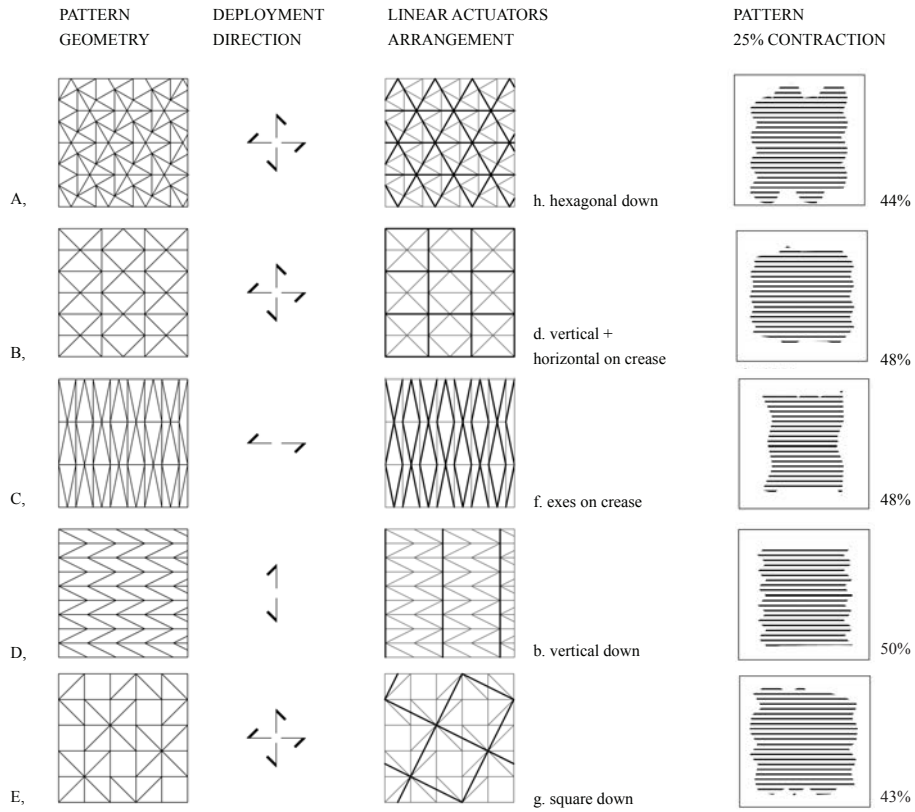 PATTERN
GEOMETRY
DEPLOYMENT
DIRECTION
LINEAR ACTUATORS
ARRANGEMENT
PATTERN
25% CONTRACTION
A,
h. hexagonal down
44%
B,
d. vertical +
horizontal on crease
48%
C,
f. exes on crease
48%
D,
b. vertical down
50%
E,
g. square down
43%